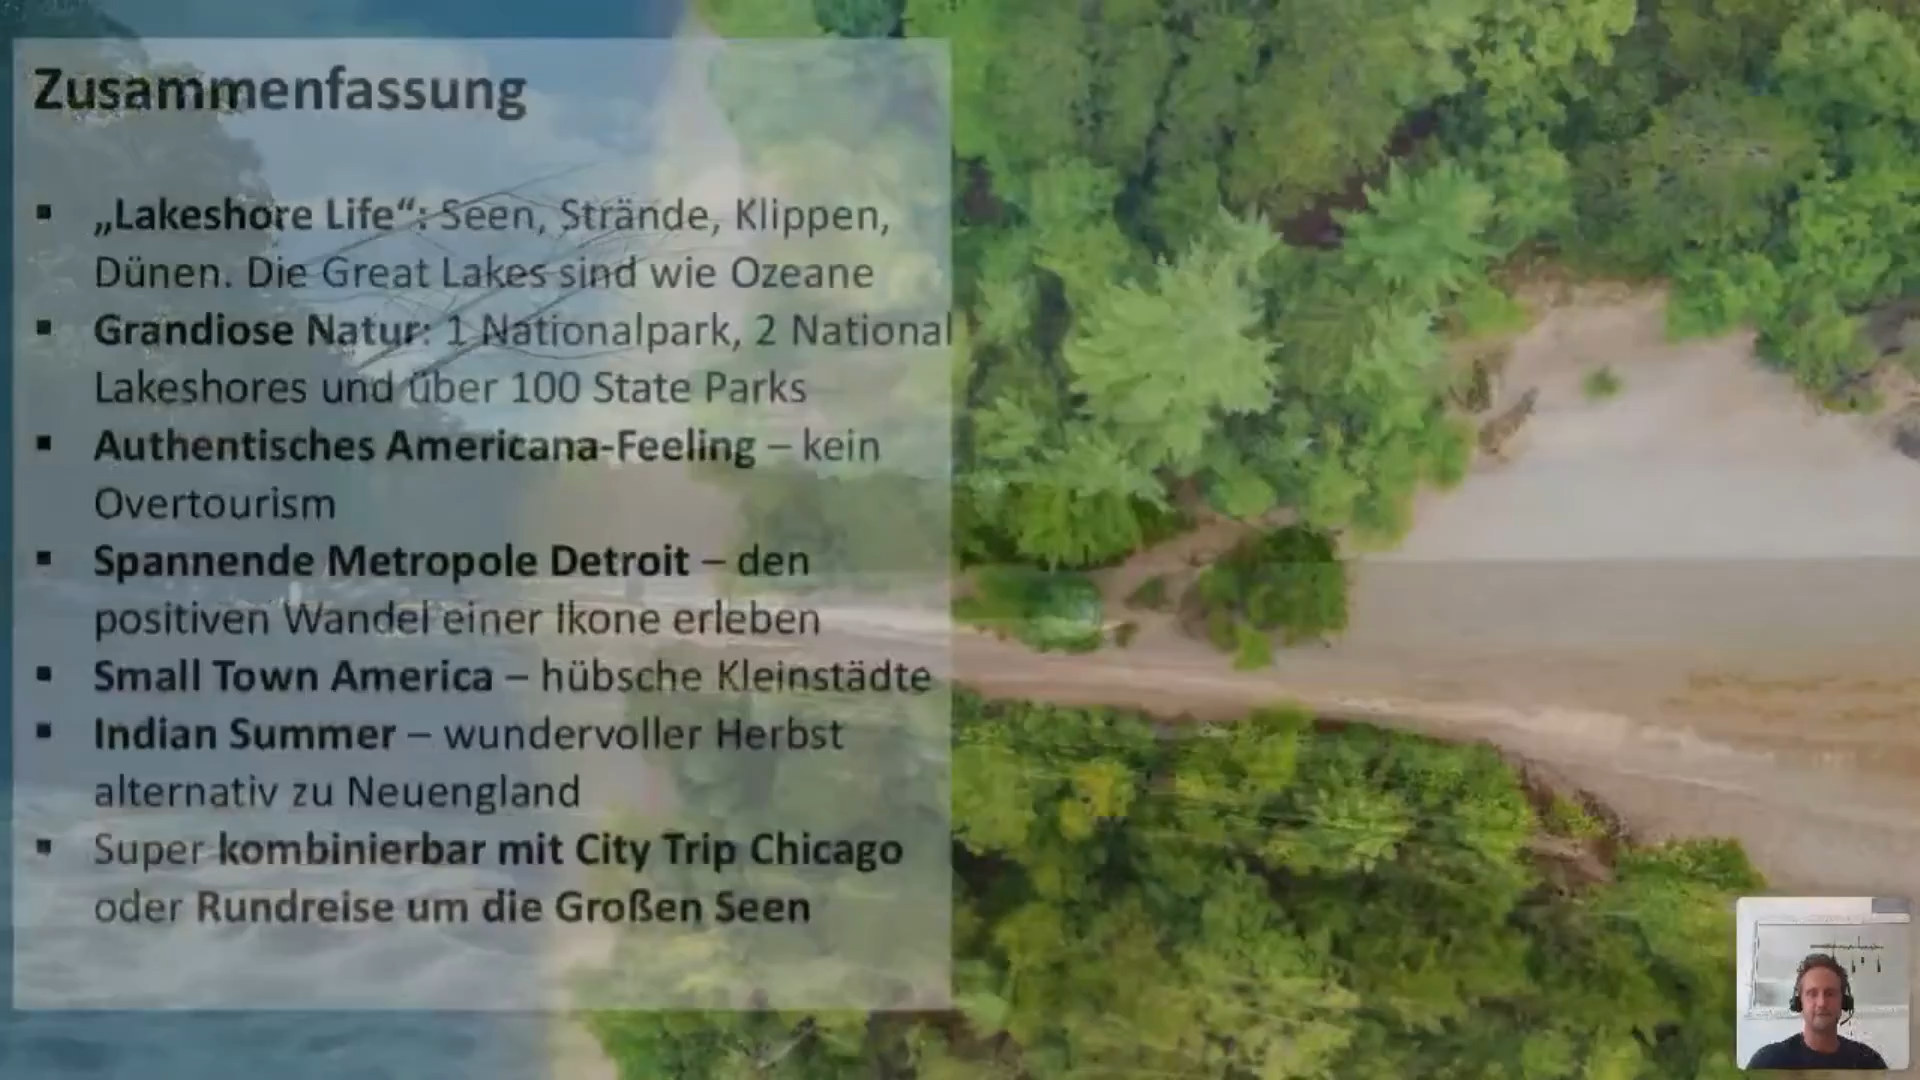 Zusammenfassung
▪ „Lakeshore Life“: Seen, Strände, Klippen,
Dünen. Die Great Lakes sind wie Ozeane
▪ Grandiose Natur: 1 Nationalpark, 2 National
Lakeshores und über 100 State Parks
▪ Authentisches Americana-Feeling – kein
Overtourism
▪ Spannende Metropole Detroit – den
positiven Wandel einer Ikone erleben
▪ Small Town America – hübsche Kleinstädte
▪ Indian Summer – wundervoller Herbst
alternativ zu Neuengland
▪ Super kombinierbar mit City Trip Chicago
oder Rundreise um die Großen Seen